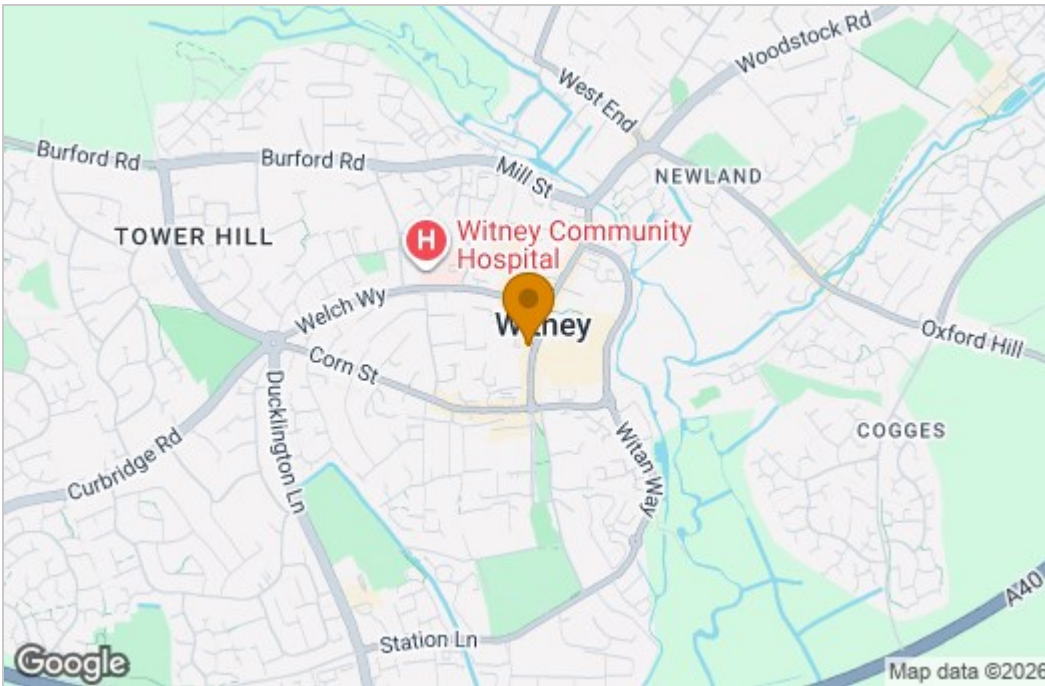 Woodstock Rd
West End
Burford Rd
Burford Rd
Mill St
NEWLAND
TOWER HILL
H
Witney Community
Hospital
Welch Wy
Witney
Oxford Hill
Corn St
Ducklington Ln
COGGES
Curbridge Rd
Witan Way
A40
Station Ln
Google
Map data ©2026